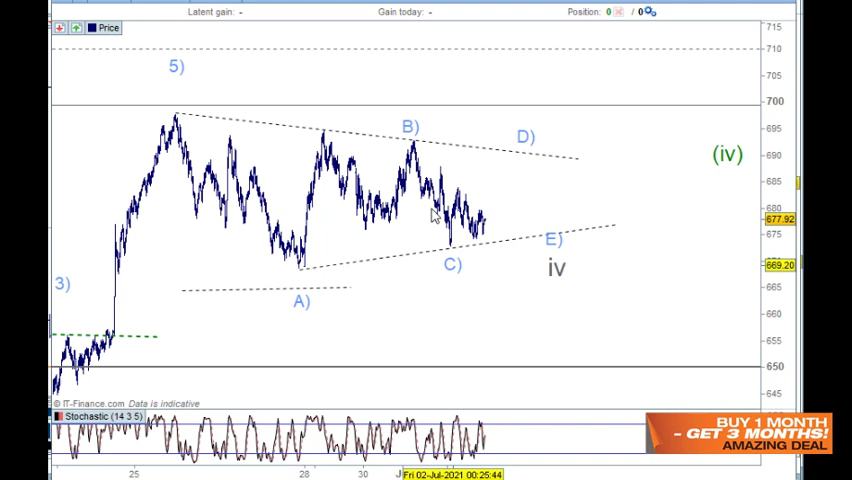 Latent gain: - Gain today: - Position: 0 / 0
Price
715
710
705
700
695
690
685
680
677.92
675
669.20
665
660
655
650
645
5)
B)
D)
(iv)
E)
C)
iv
3)
A)
© IT-Finance.com Data is indicative
Stochastic (14 3 5)
BUY 1 MONTH
- GET 3 MONTHS!
AMAZING DEAL
25 28 30 Fri 02-Jul-2021 00:25:44